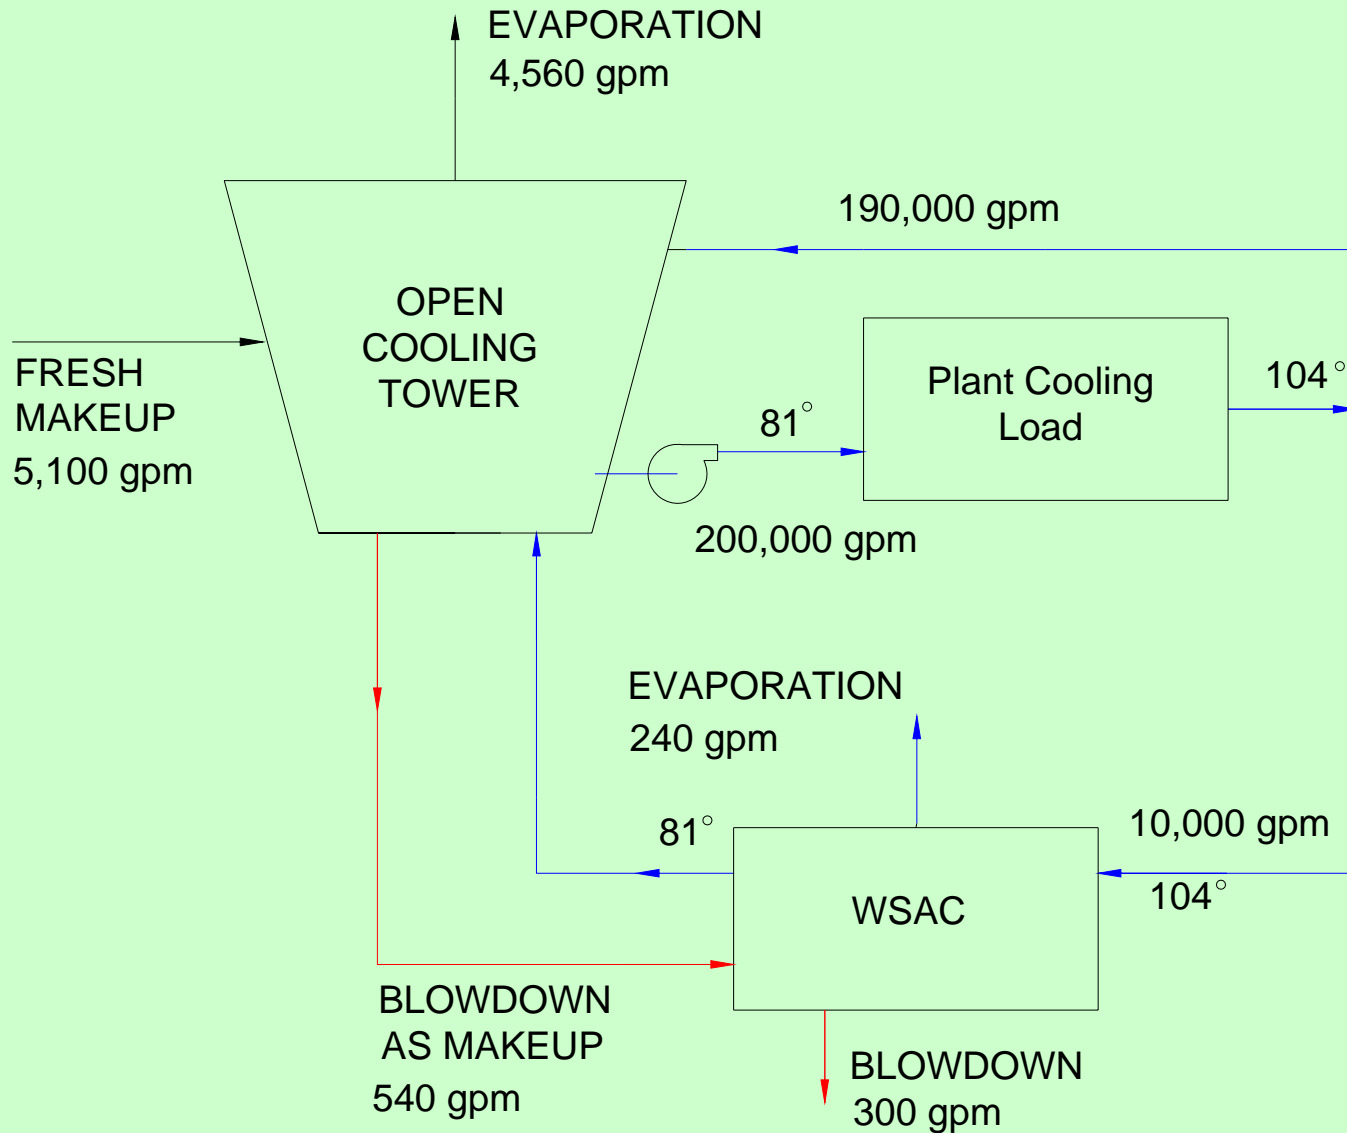 EVAPORATION
4,560 gpm
190,000 gpm
OPEN
COOLING
TOWER
FRESH
MAKEUP
5,100 gpm
Plant Cooling
Load
104°
81°
200,000 gpm
EVAPORATION
240 gpm
81°
10,000 gpm
104°
WSAC
BLOWDOWN
AS MAKEUP
540 gpm
BLOWDOWN
300 gpm